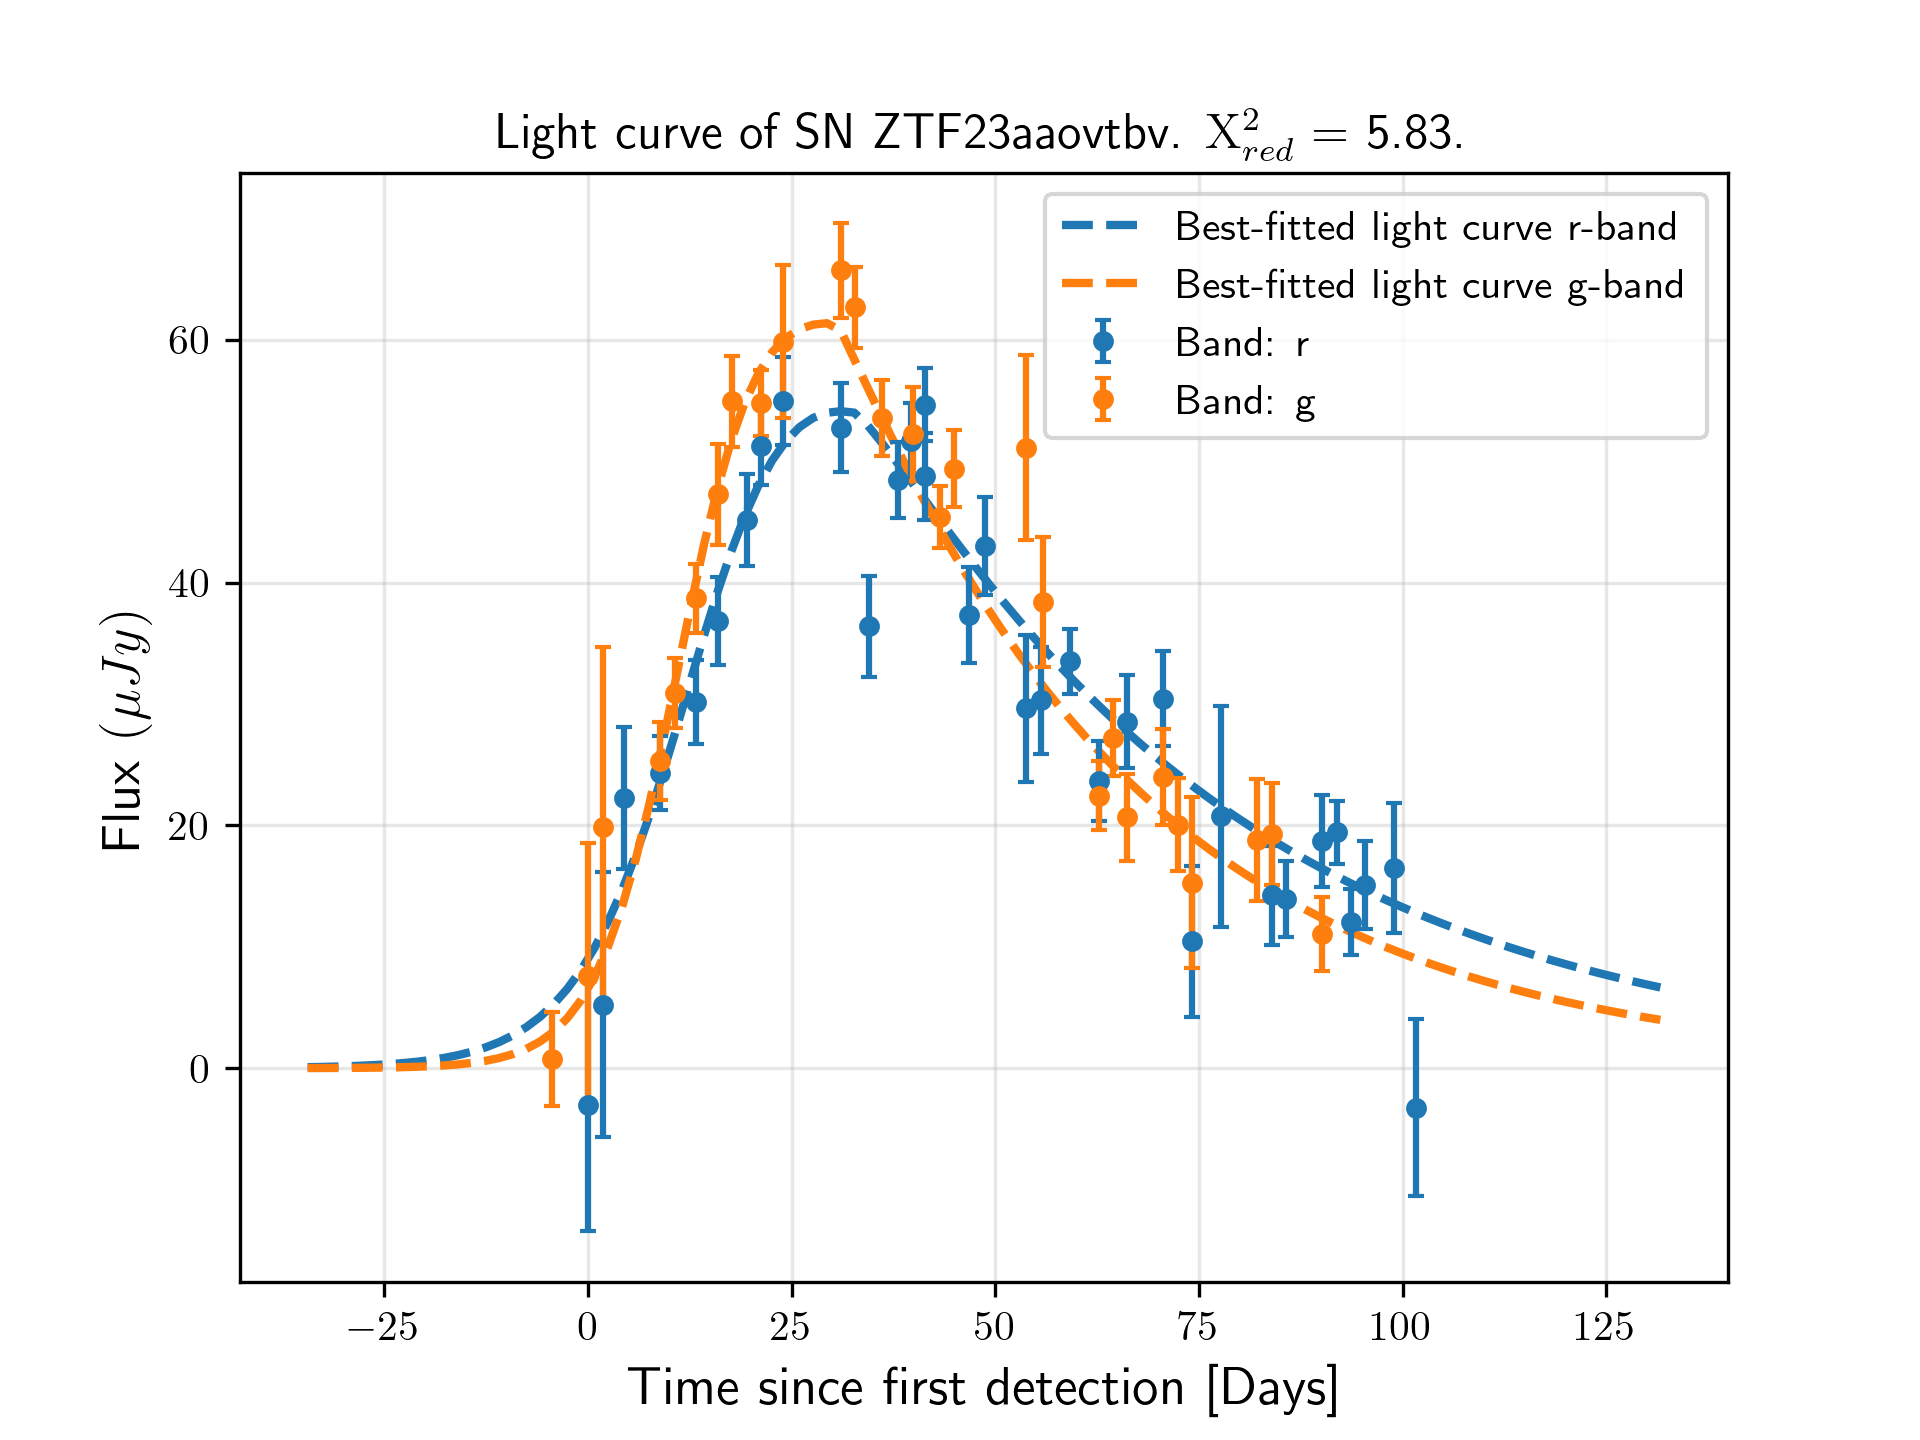 Light curve of SN ZTF23aaovtbv. X²_red = 5.83.
Best-fitted light curve r-band
Best-fitted light curve g-band
Band: r
Band: g
Flux (μJy)
60
40
20
0
−25 0 25 50 75 100 125
Time since first detection [Days]